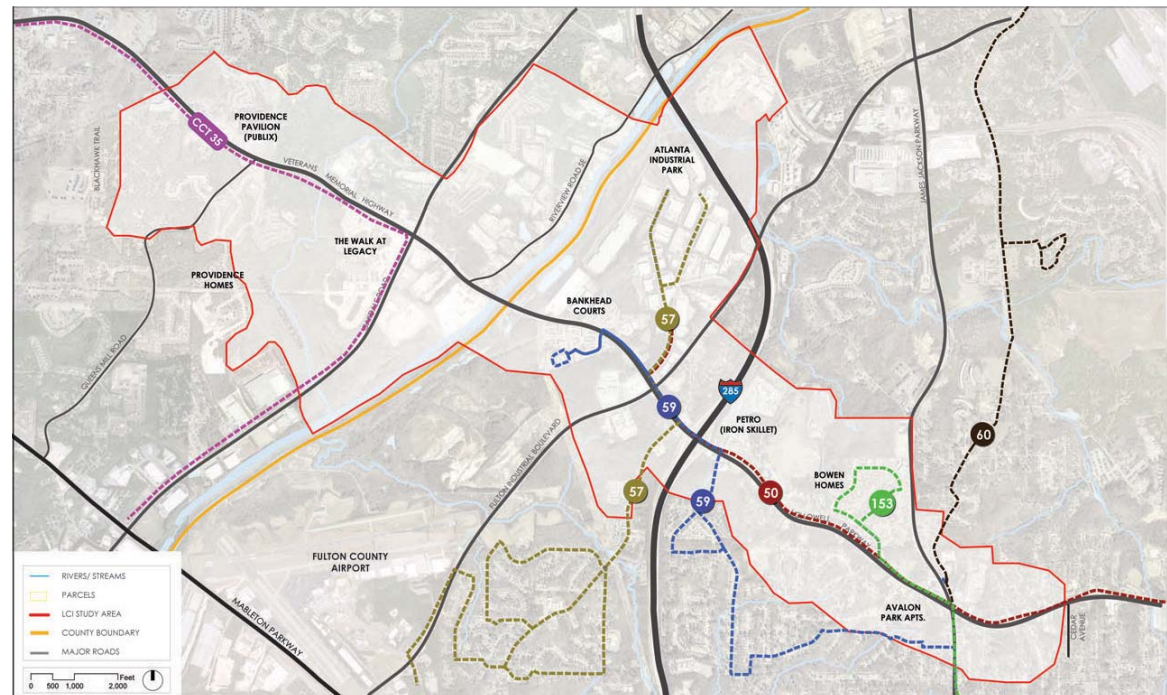 CCT 35
PROVIDENCE
PAVILION
(PUBLIX)
BLACKHAWK TRAIL
VETERANS MEMORIAL HIGHWAY
RIVERVIEW ROAD SE
ATLANTA
INDUSTRIAL
PARK
JAMES JACKSON PARKWAY
THE WALK AT
LEGACY
PROVIDENCE
HOMES
QUEENS MILL ROAD
ROAD
BANKHEAD
COURTS
57
285
59
PETRO
(IRON SKILLET)
60
FULTON INDUSTRIAL BOULEVARD
57
59
50
BOWEN
HOMES
153
PARKWAY
FULTON COUNTY
AIRPORT
MABLETON PARKWAY
AVALON
PARK APTS.
CEDAR
AVENUE
RIVERS/ STREAMS
PARCELS
LCI STUDY AREA
COUNTY BOUNDARY
MAJOR ROADS
0 500 1,000 2,000 Feet